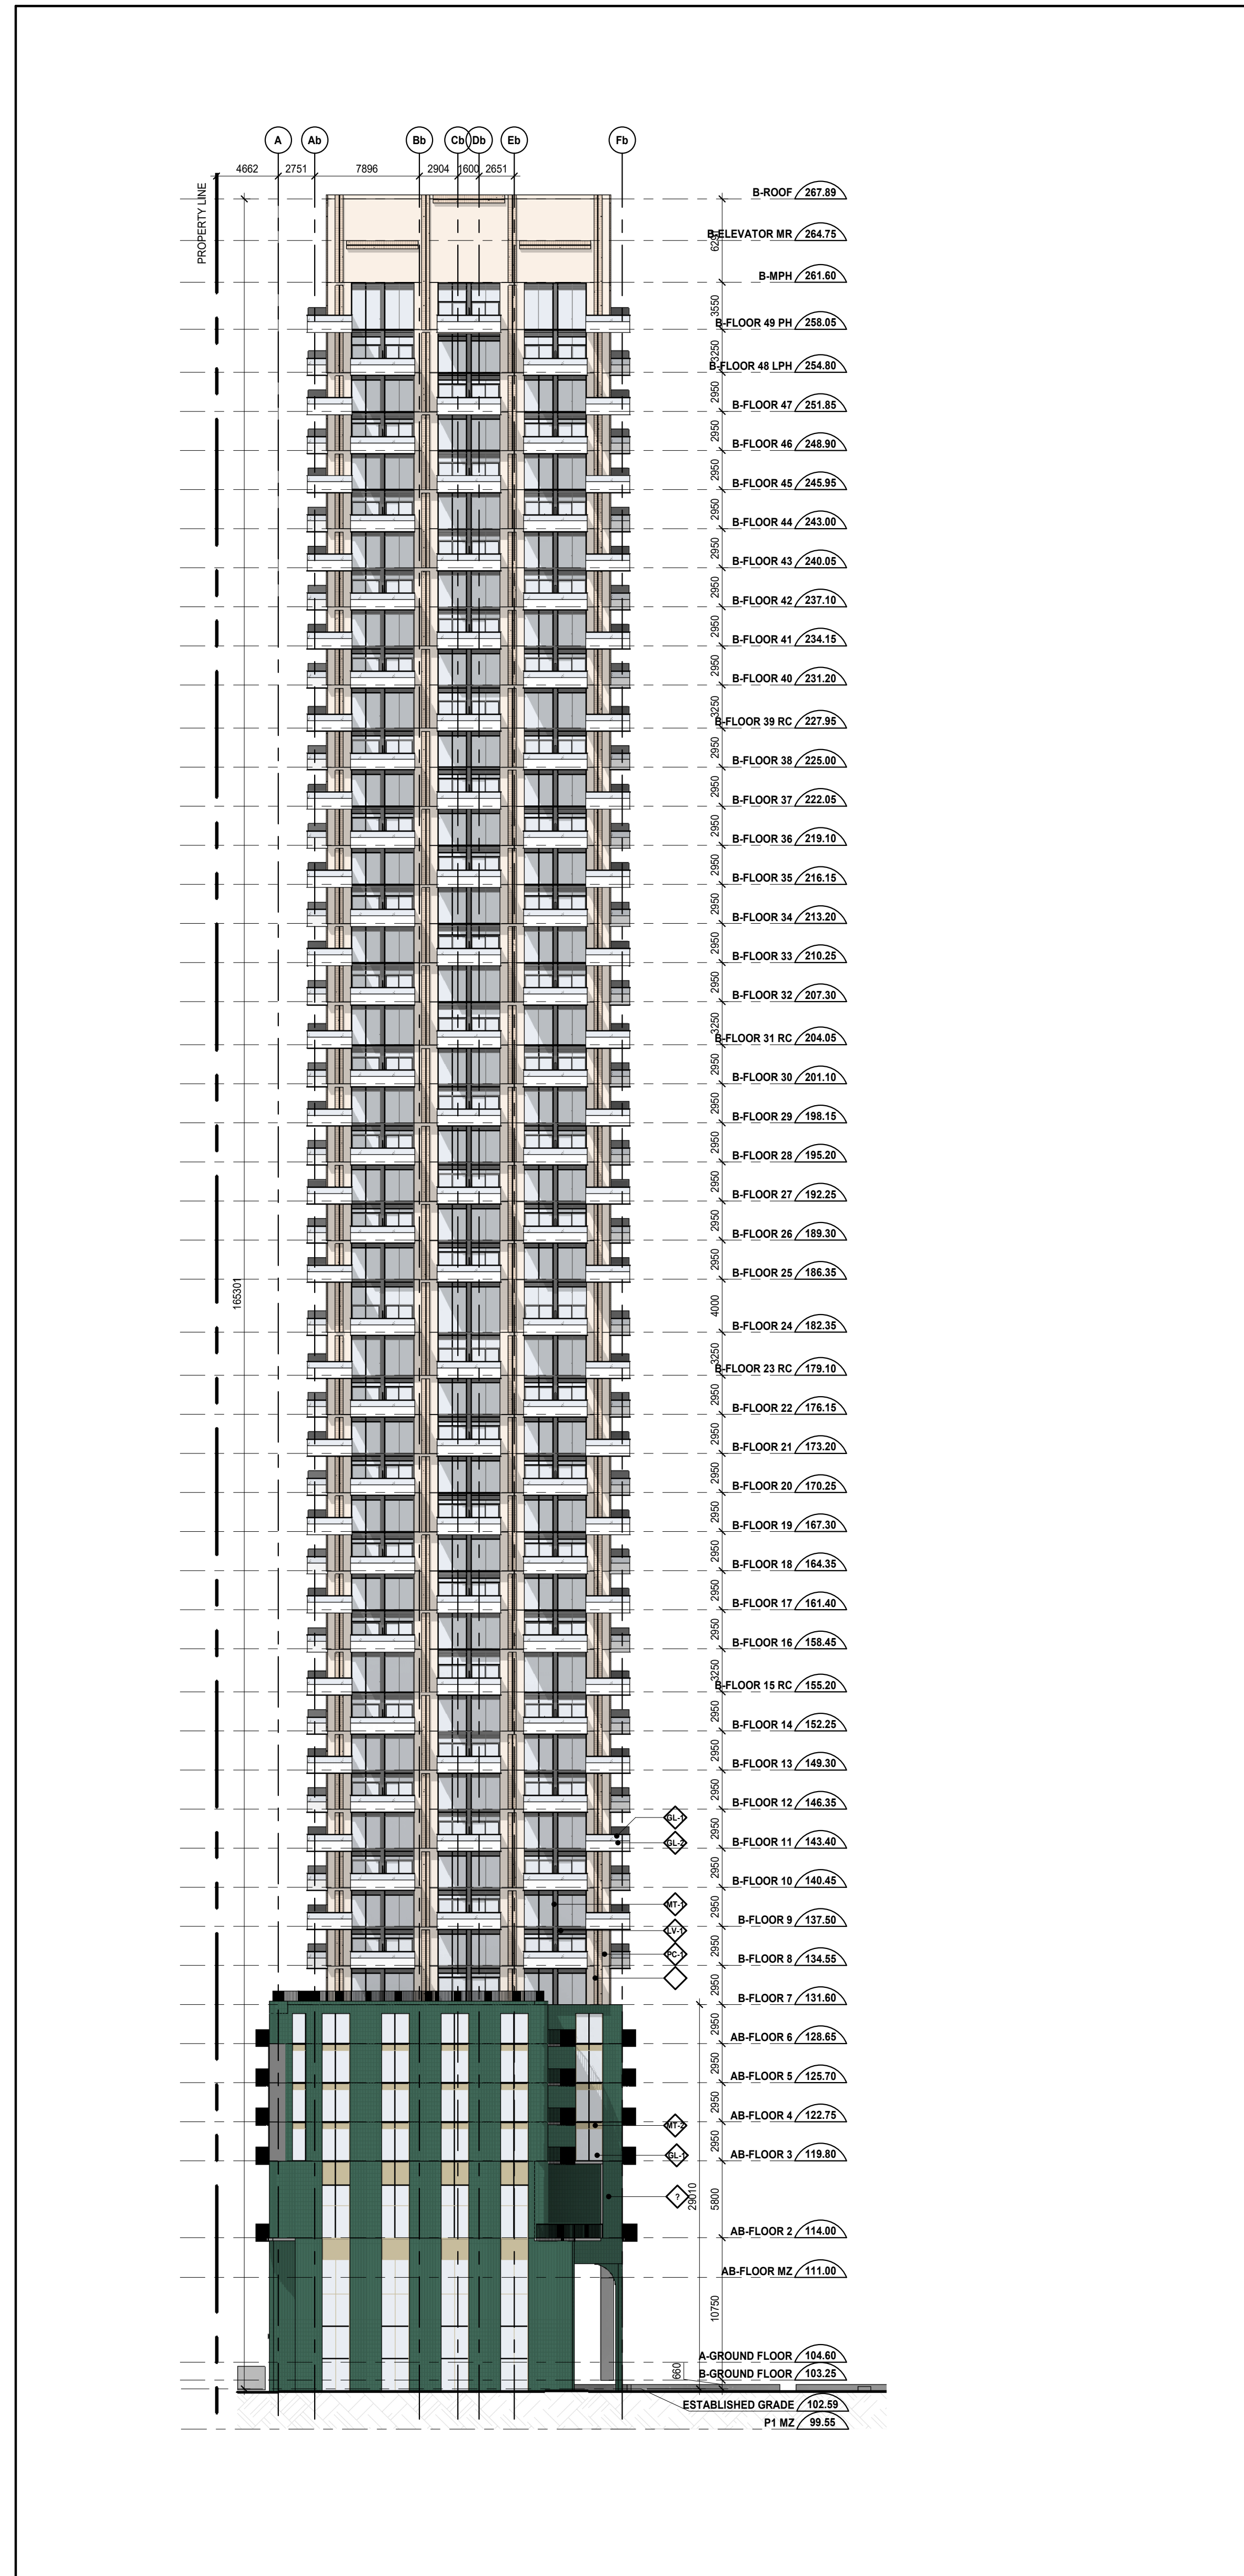 A Ab Bb Cb Db Eb Fb
4662 2751 7896 2904 1600 2651
PROPERTY LINE
B-ROOF 267.89
B-ELEVATOR MR 264.75
B-MPH 261.60
3550
B-FLOOR 49 PH 258.05
3250
B-FLOOR 48 LPH 254.80
2950
B-FLOOR 47 251.85
2950
B-FLOOR 46 248.90
2950
B-FLOOR 45 245.95
2950
B-FLOOR 44 243.00
2950
B-FLOOR 43 240.05
2950
B-FLOOR 42 237.10
2950
B-FLOOR 41 234.15
2950
B-FLOOR 40 231.20
3250
B-FLOOR 39 RC 227.95
2950
B-FLOOR 38 225.00
2950
B-FLOOR 37 222.05
2950
B-FLOOR 36 219.10
2950
B-FLOOR 35 216.15
2950
B-FLOOR 34 213.20
2950
B-FLOOR 33 210.25
2950
B-FLOOR 32 207.30
3250
B-FLOOR 31 RC 204.05
2950
B-FLOOR 30 201.10
2950
B-FLOOR 29 198.15
2950
B-FLOOR 28 195.20
2950
B-FLOOR 27 192.25
2950
B-FLOOR 26 189.30
2950
B-FLOOR 25 186.35
165301
4000
B-FLOOR 24 182.35
3250
B-FLOOR 23 RC 179.10
2950
B-FLOOR 22 176.15
2950
B-FLOOR 21 173.20
2950
B-FLOOR 20 170.25
2950
B-FLOOR 19 167.30
2950
B-FLOOR 18 164.35
2950
B-FLOOR 17 161.40
2950
B-FLOOR 16 158.45
3250
B-FLOOR 15 RC 155.20
2950
B-FLOOR 14 152.25
2950
B-FLOOR 13 149.30
2950
B-FLOOR 12 146.35
GL-1
2950
GL-2
B-FLOOR 11 143.40
2950
B-FLOOR 10 140.45
MT-1
2950
B-FLOOR 9 137.50
LV-1
2950
PC-1
B-FLOOR 8 134.55
2950
B-FLOOR 7 131.60
2950
AB-FLOOR 6 128.65
2950
AB-FLOOR 5 125.70
2950
AB-FLOOR 4 122.75
MT-2
2950
GL-1
AB-FLOOR 3 119.80
?
29010
5800
AB-FLOOR 2 114.00
AB-FLOOR MZ 111.00
10750
A-GROUND FLOOR 104.60
660
B-GROUND FLOOR 103.25
ESTABLISHED GRADE 102.59
P1 MZ 99.55